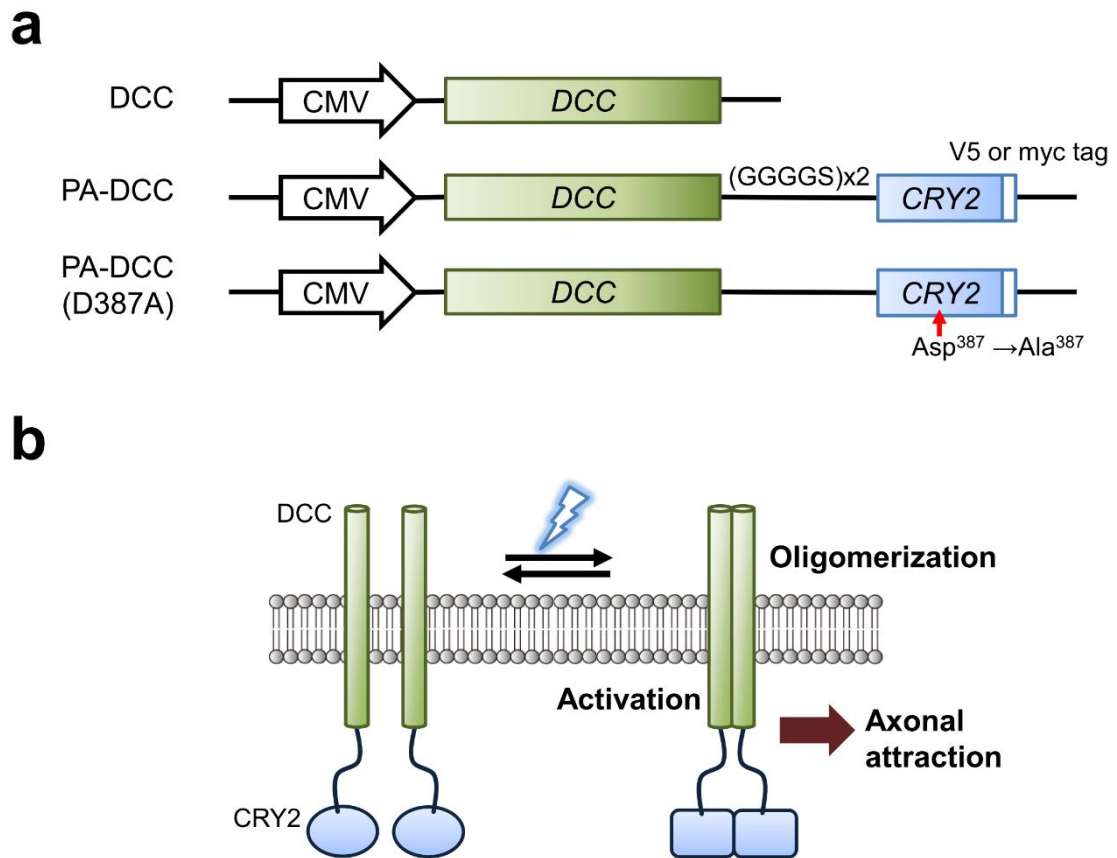 a
DCC
CMV
DCC
V5 or myc tag
PA-DCC
CMV
DCC
(GGGGS)x2
CRY2
PA-DCC
(D387A)
CMV
DCC
CRY2
Asp³⁸⁷ →Ala³⁸⁷
b
DCC
Oligomerization
Activation
Axonal
attraction
CRY2